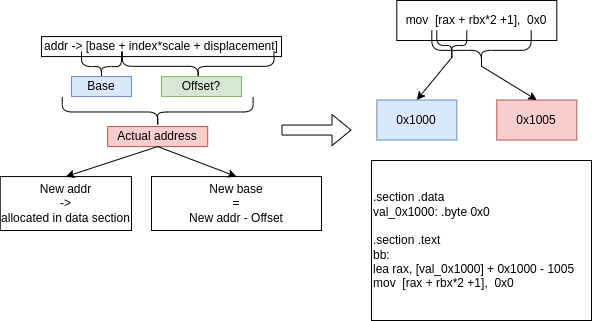 addr -> [base + index*scale + displacement]
Base
Offset?
Actual address
New addr
->
allocated in data section
New base
=
New addr - Offset
mov  [rax + rbx*2 +1],  0x0
0x1000
0x1005
.section .data
val_0x1000: .byte 0x0
.section .text
bb:
lea rax, [val_0x1000] + 0x1000 - 1005
mov  [rax + rbx*2 +1],  0x0